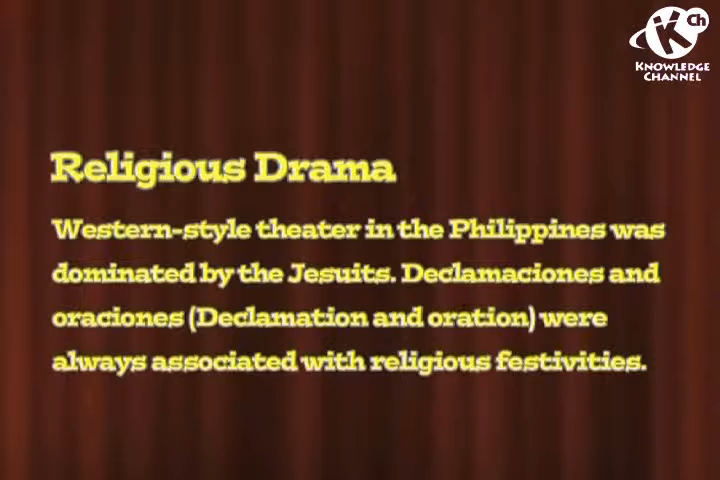 Ch
K
KNOWLEDGE
CHANNEL
Religious Drama
Western-style theater in the Philippines was
dominated by the Jesuits. Declamaciones and
oraciones (Declamation and oration) were
always associated with religious festivities.